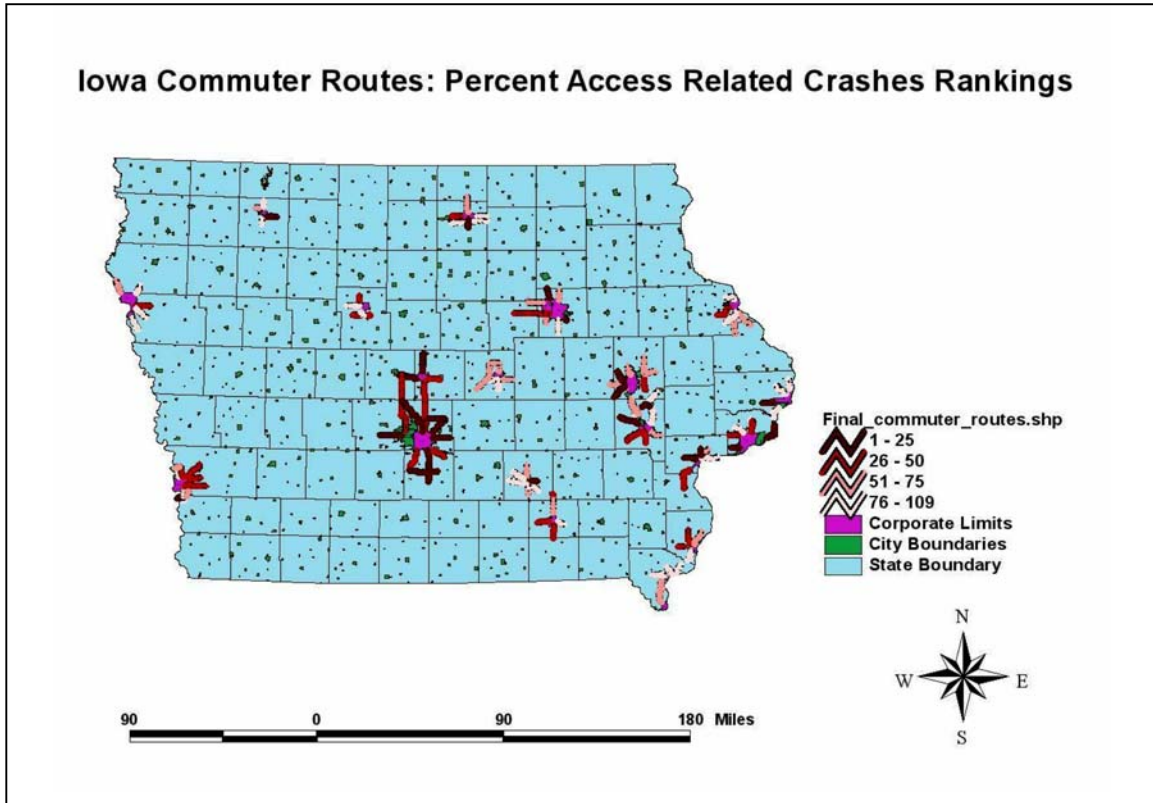 Iowa Commuter Routes: Percent Access Related Crashes Rankings
Final_commuter_routes.shp
1 - 25
26 - 50
51 - 75
76 - 109
Corporate Limits
City Boundaries
State Boundary
N
W E
S
90 0 90 180 Miles